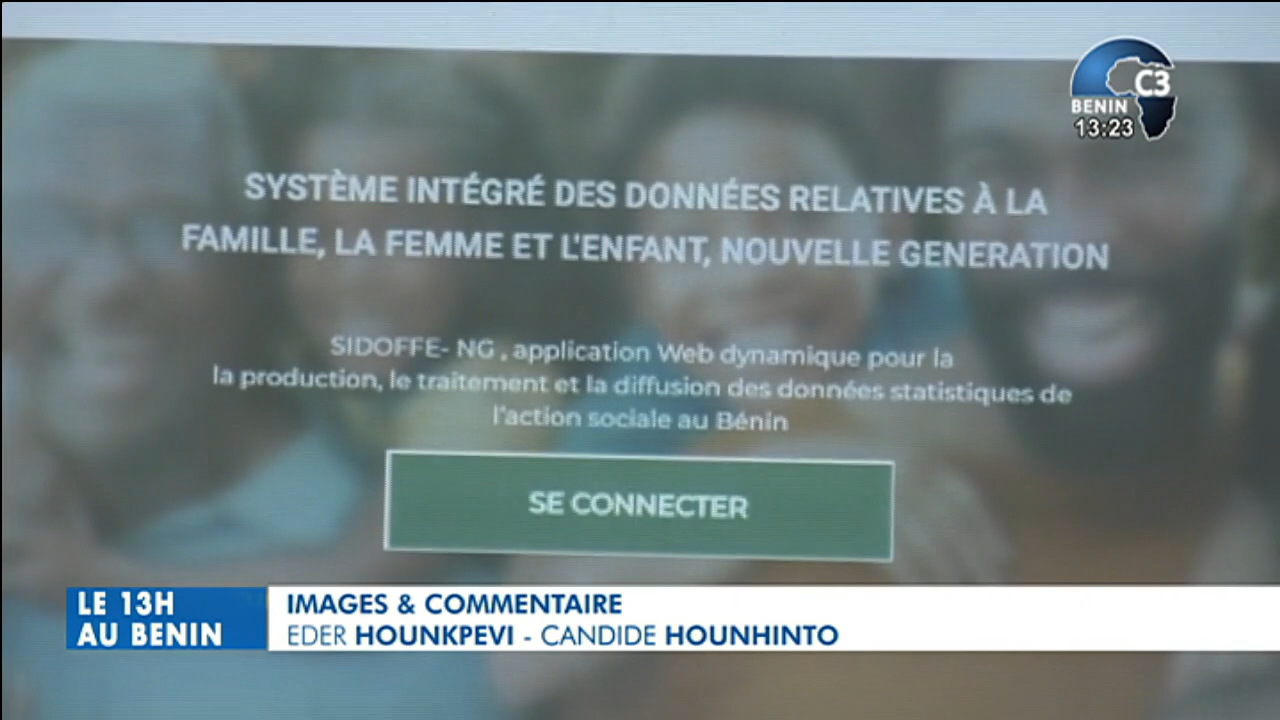 C3
BENIN
13:23
SYSTÈME INTÉGRÉ DES DONNÉES RELATIVES À LA
FAMILLE, LA FEMME ET L'ENFANT, NOUVELLE GENERATION
SIDOFFE- NG , application Web dynamique pour la
la production, le traitement et la diffusion des données statistiques de
l'action sociale au Bénin
SE CONNECTER
LE 13H
AU BENIN
IMAGES & COMMENTAIRE
EDER HOUNKPEVI - CANDIDE HOUNHINTO